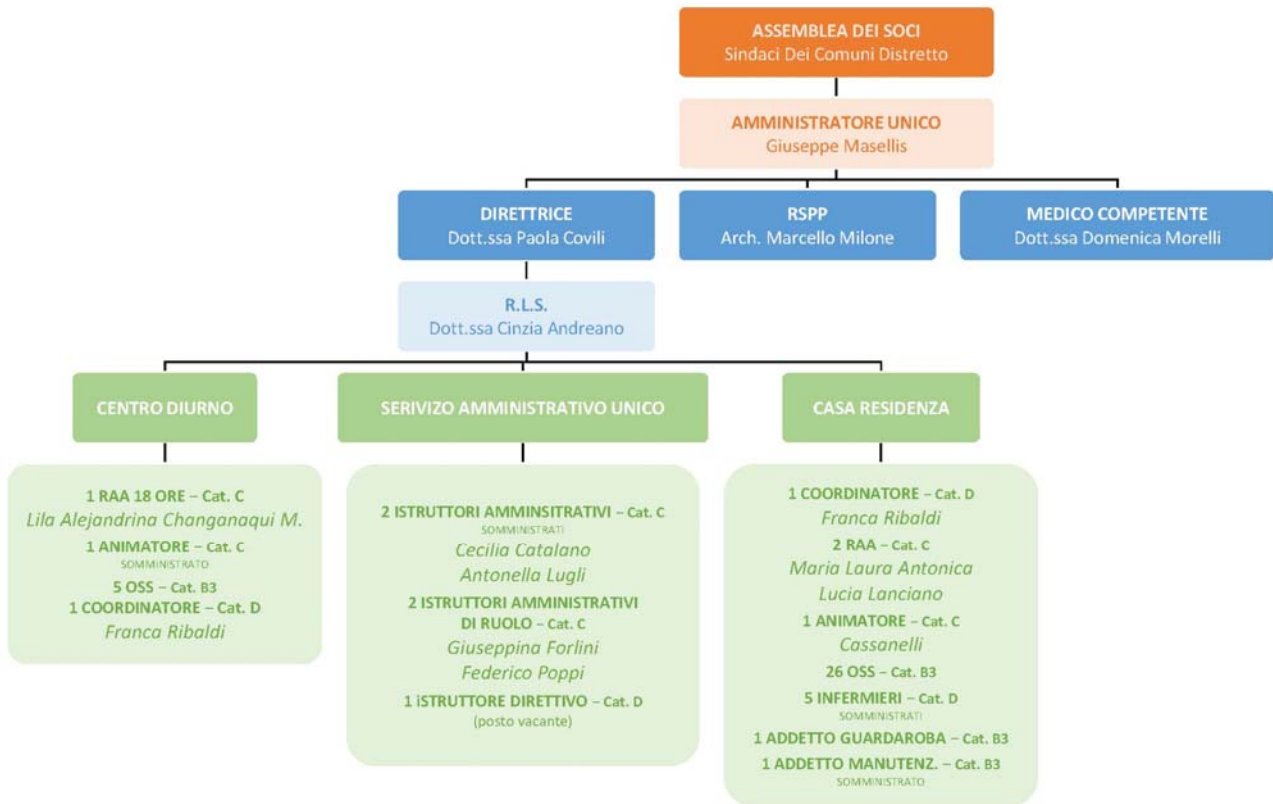 ASSEMBLEA DEI SOCI
Sindaci Dei Comuni Distretto
AMMINISTRATORE UNICO
Giuseppe Masellis
DIRETTRICE
Dott.ssa Paola Covili
RSPP
Arch. Marcello Milone
MEDICO COMPETENTE
Dott.ssa Domenica Morelli
R.L.S.
Dott.ssa Cinzia Andreano
CENTRO DIURNO
1 RAA 18 ORE – Cat. C
Lila Alejandrina Changanaqui M.
1 ANIMATORE – Cat. C
SOMMINISTRATO
5 OSS – Cat. B3
1 COORDINATORE – Cat. D
Franca Ribaldi
SERIVIZO AMMINISTRATIVO UNICO
2 ISTRUTTORI AMMINSITRATIVI – Cat. C
SOMMINISTRATI
Cecilia Catalano
Antonella Lugli
2 ISTRUTTORI AMMINISTRATIVI
DI RUOLO – Cat. C
Giuseppina Forlini
Federico Poppi
1 iSTRUTTORE DIRETTIVO – Cat. D
(posto vacante)
CASA RESIDENZA
1 COORDINATORE – Cat. D
Franca Ribaldi
2 RAA – Cat. C
Maria Laura Antonica
Lucia Lanciano
1 ANIMATORE – Cat. C
Cassanelli
26 OSS – Cat. B3
5 INFERMIERI – Cat. D
SOMMINISTRATI
1 ADDETTO GUARDAROBA – Cat. B3
1 ADDETTO MANUTENZ. – Cat. B3
SOMMINISTRATO